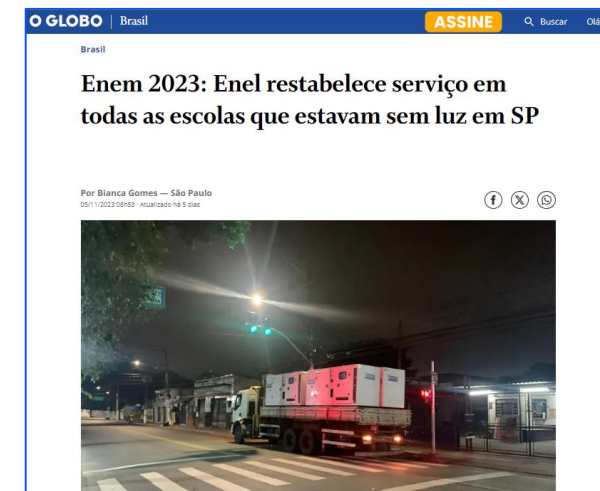 O GLOBO | Brasil ASSINE Buscar Olá
Brasil
Enem 2023: Enel restabelece serviço em
todas as escolas que estavam sem luz em SP
Por Bianca Gomes — São Paulo
05/11/2023 08h53 · Atualizado há 5 dias